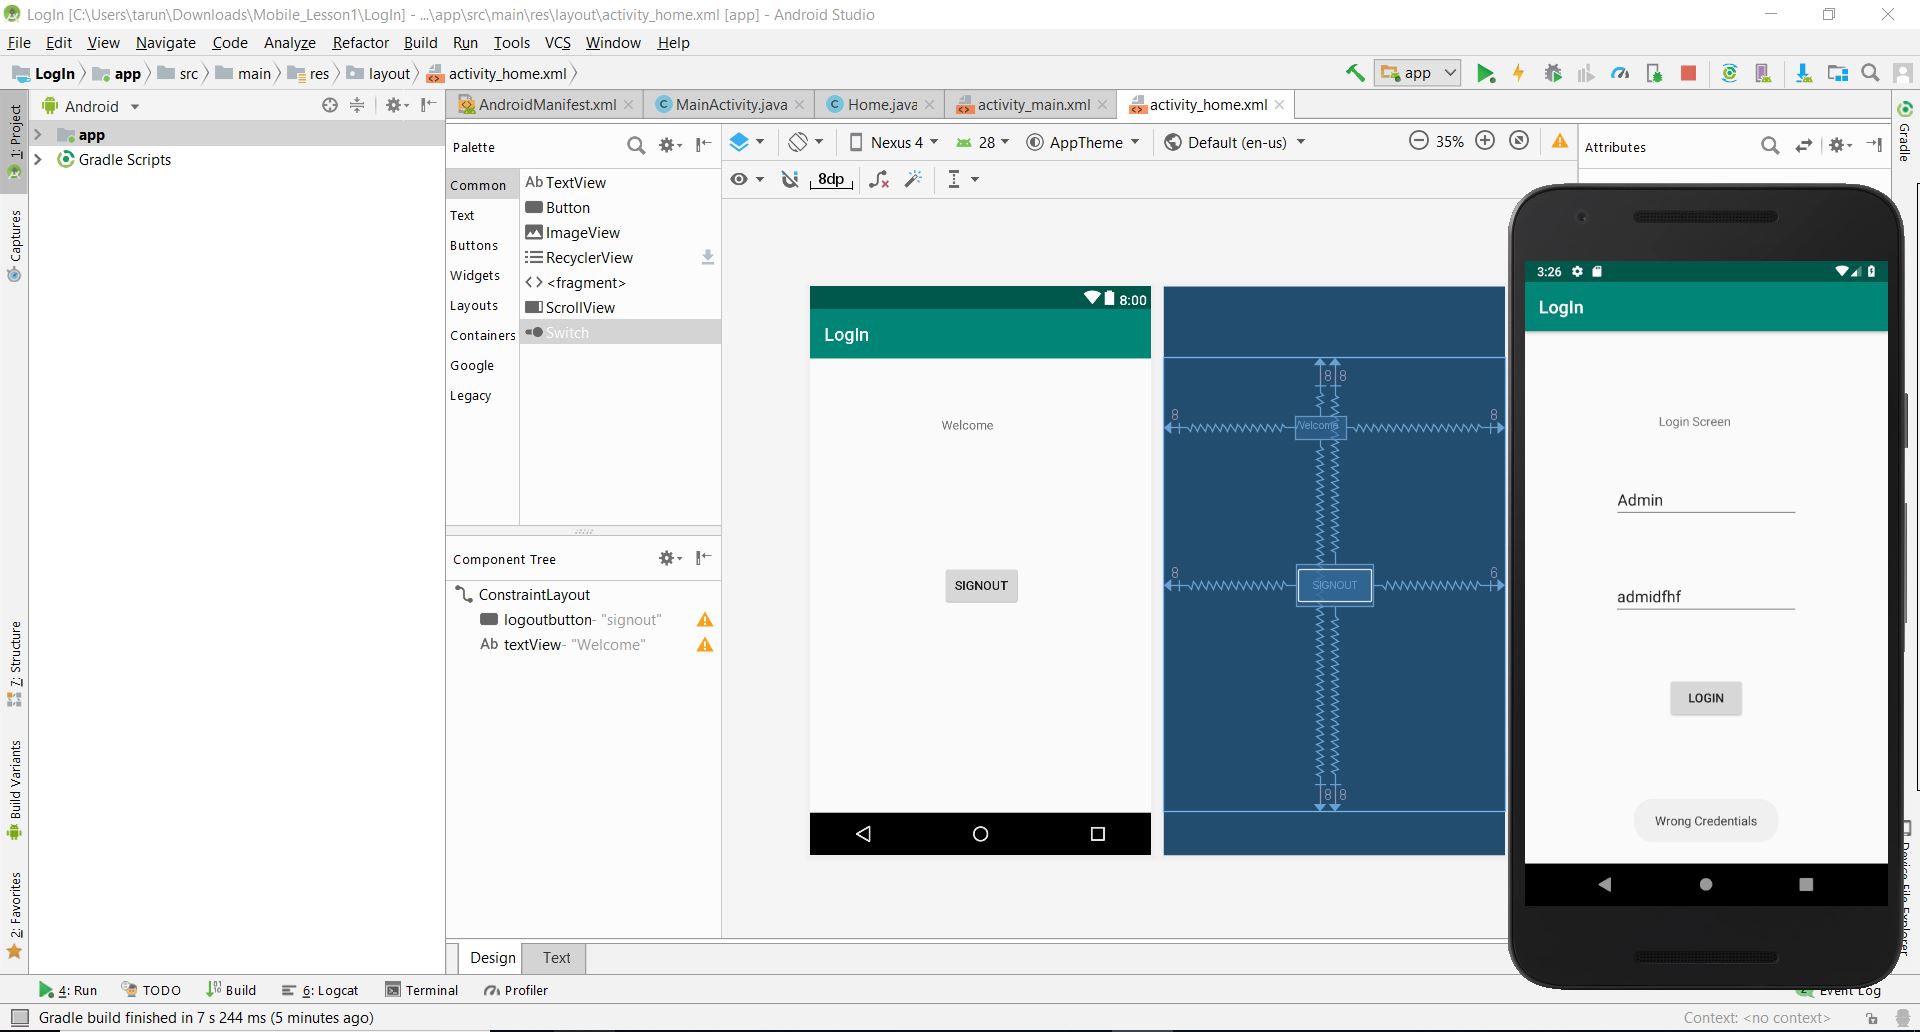 LogIn [C:\Users\tarun\Downloads\Mobile_Lesson1\LogIn] - ...\app\src\main\res\layout\activity_home.xml [app] - Android Studio
File Edit View Navigate Code Analyze Refactor Build Run Tools VCS Window Help
LogIn app src main res layout activity_home.xml
app
1: Project
Captures
7: Structure
Build Variants
2: Favorites
Android
app
Gradle Scripts
AndroidManifest.xml MainActivity.java Home.java activity_main.xml activity_home.xml
Palette
Common
Text
Buttons
Widgets
Layouts
Containers
Google
Legacy
Ab TextView
Button
ImageView
RecyclerView
<fragment>
ScrollView
Switch
Component Tree
ConstraintLayout
logoutbutton- "signout"
Ab textView- "Welcome"
Nexus 4 28 AppTheme Default (en-us) 35%
8dp
Attributes
Gradle
8:00
LogIn
Welcome
SIGNOUT
8 8
8 8
Welcome
8 6
SIGNOUT
8 8
3:26
LogIn
Login Screen
Admin
admidfhf
LOGIN
Wrong Credentials
Device File Explorer
Design Text
4: Run TODO Build 6: Logcat Terminal Profiler
Event Log
Gradle build finished in 7 s 244 ms (5 minutes ago)
Context: <no context>